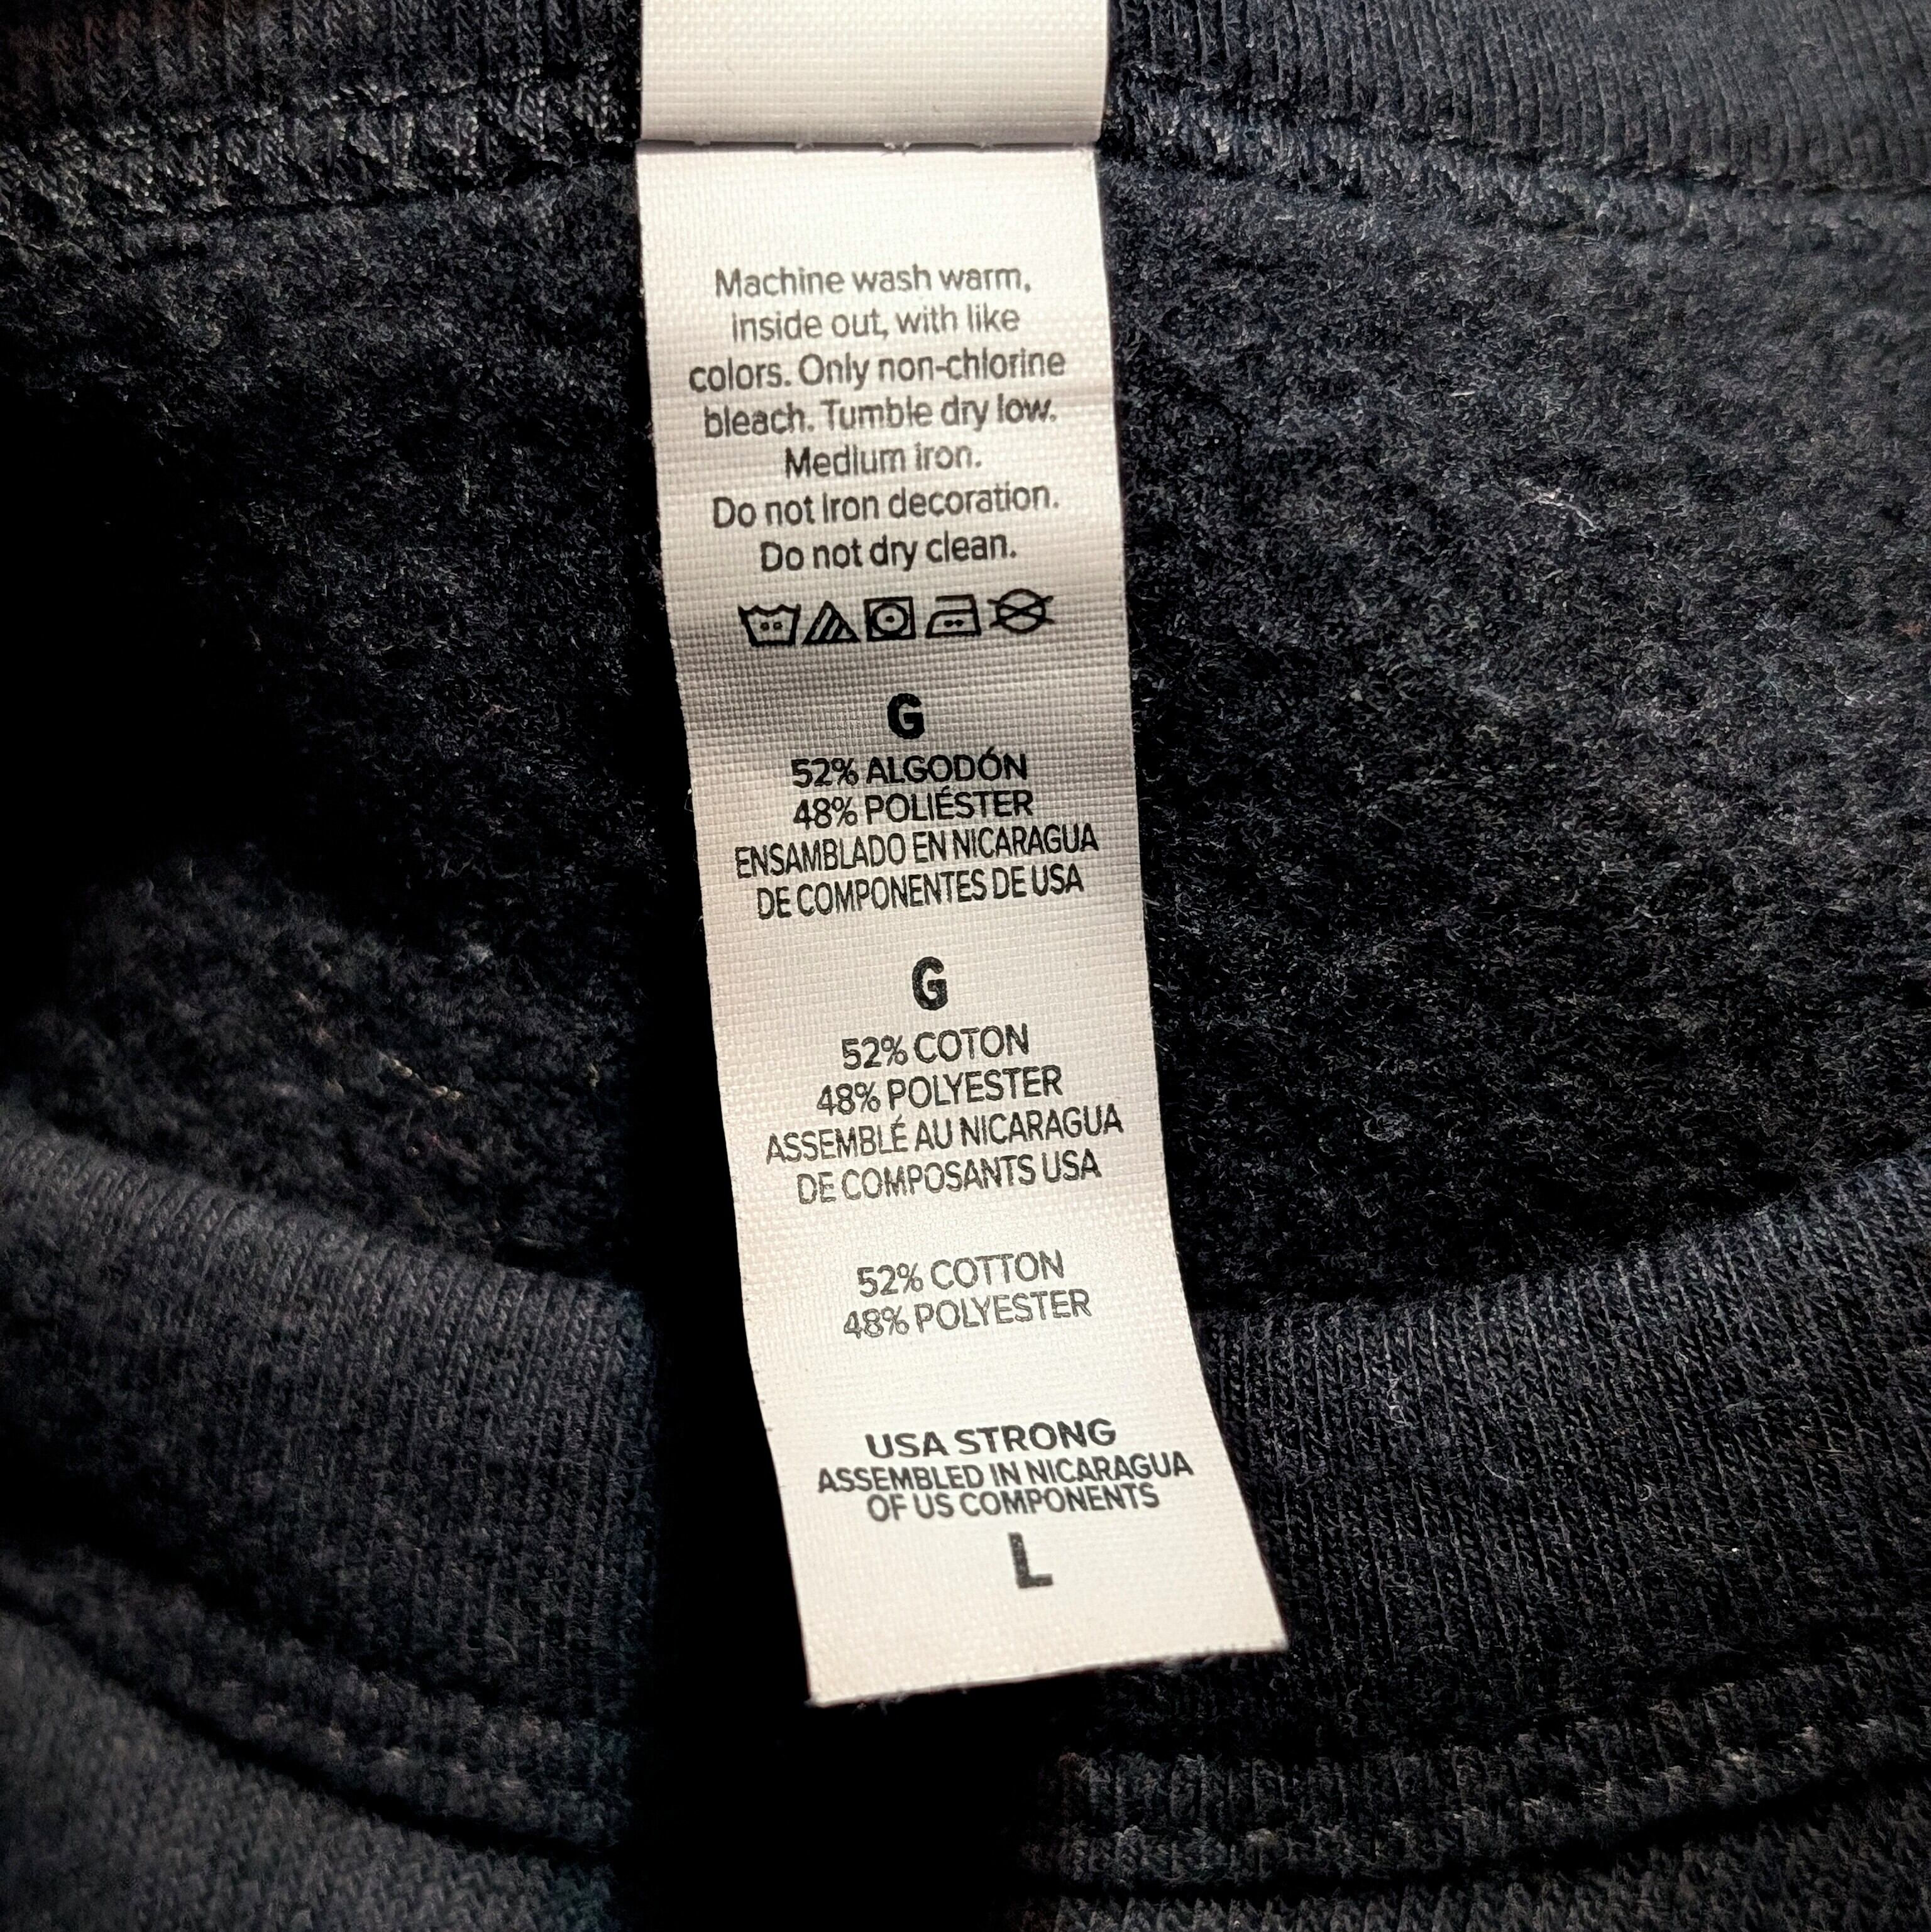 Machine wash warm,
inside out, with like
colors. Only non-chlorine
bleach. Tumble dry low.
Medium iron.
Do not iron decoration.
Do not dry clean.
G
52% ALGODÓN
48% POLIÉSTER
ENSAMBLADO EN NICARAGUA
DE COMPONENTES DE USA
G
52% COTON
48% POLYESTER
ASSEMBLÉ AU NICARAGUA
DE COMPOSANTS USA
52% COTTON
48% POLYESTER
USA STRONG
ASSEMBLED IN NICARAGUA
OF US COMPONENTS
L